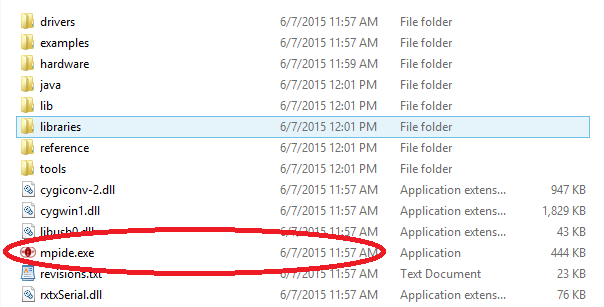 drivers 6/7/2015 11:57 AM File folder
examples 6/7/2015 11:57 AM File folder
hardware 6/7/2015 11:59 AM File folder
java 6/7/2015 12:01 PM File folder
lib 6/7/2015 12:01 PM File folder
libraries 6/7/2015 12:01 PM File folder
reference 6/7/2015 12:01 PM File folder
tools 6/7/2015 12:01 PM File folder
cygiconv-2.dll 6/7/2015 11:57 AM Application extens... 947 KB
cygwin1.dll 6/7/2015 11:57 AM Application extens... 1,829 KB
libusb0.dll 6/7/2015 11:57 AM Application extens... 43 KB
mpide.exe 6/7/2015 11:57 AM Application 444 KB
revisions.txt 6/7/2015 11:57 AM Text Document 23 KB
rxtxSerial.dll 6/7/2015 11:57 AM Application extens... 76 KB